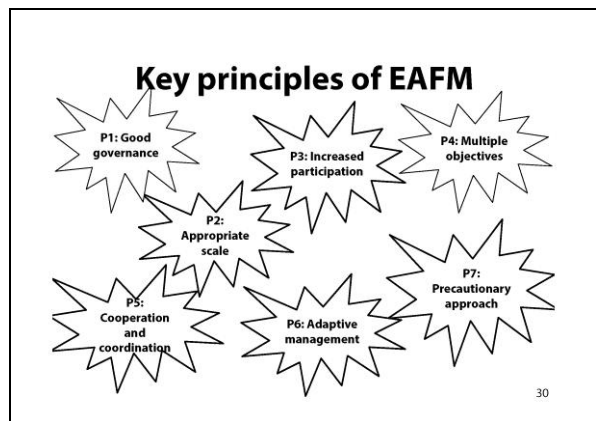 Key principles of EAFM
P1: Good
governance
P3: Increased
participation
P4: Multiple
objectives
P2:
Appropriate
scale
P7:
Precautionary
approach
P5:
Cooperation
and
coordination
P6: Adaptive
management
30